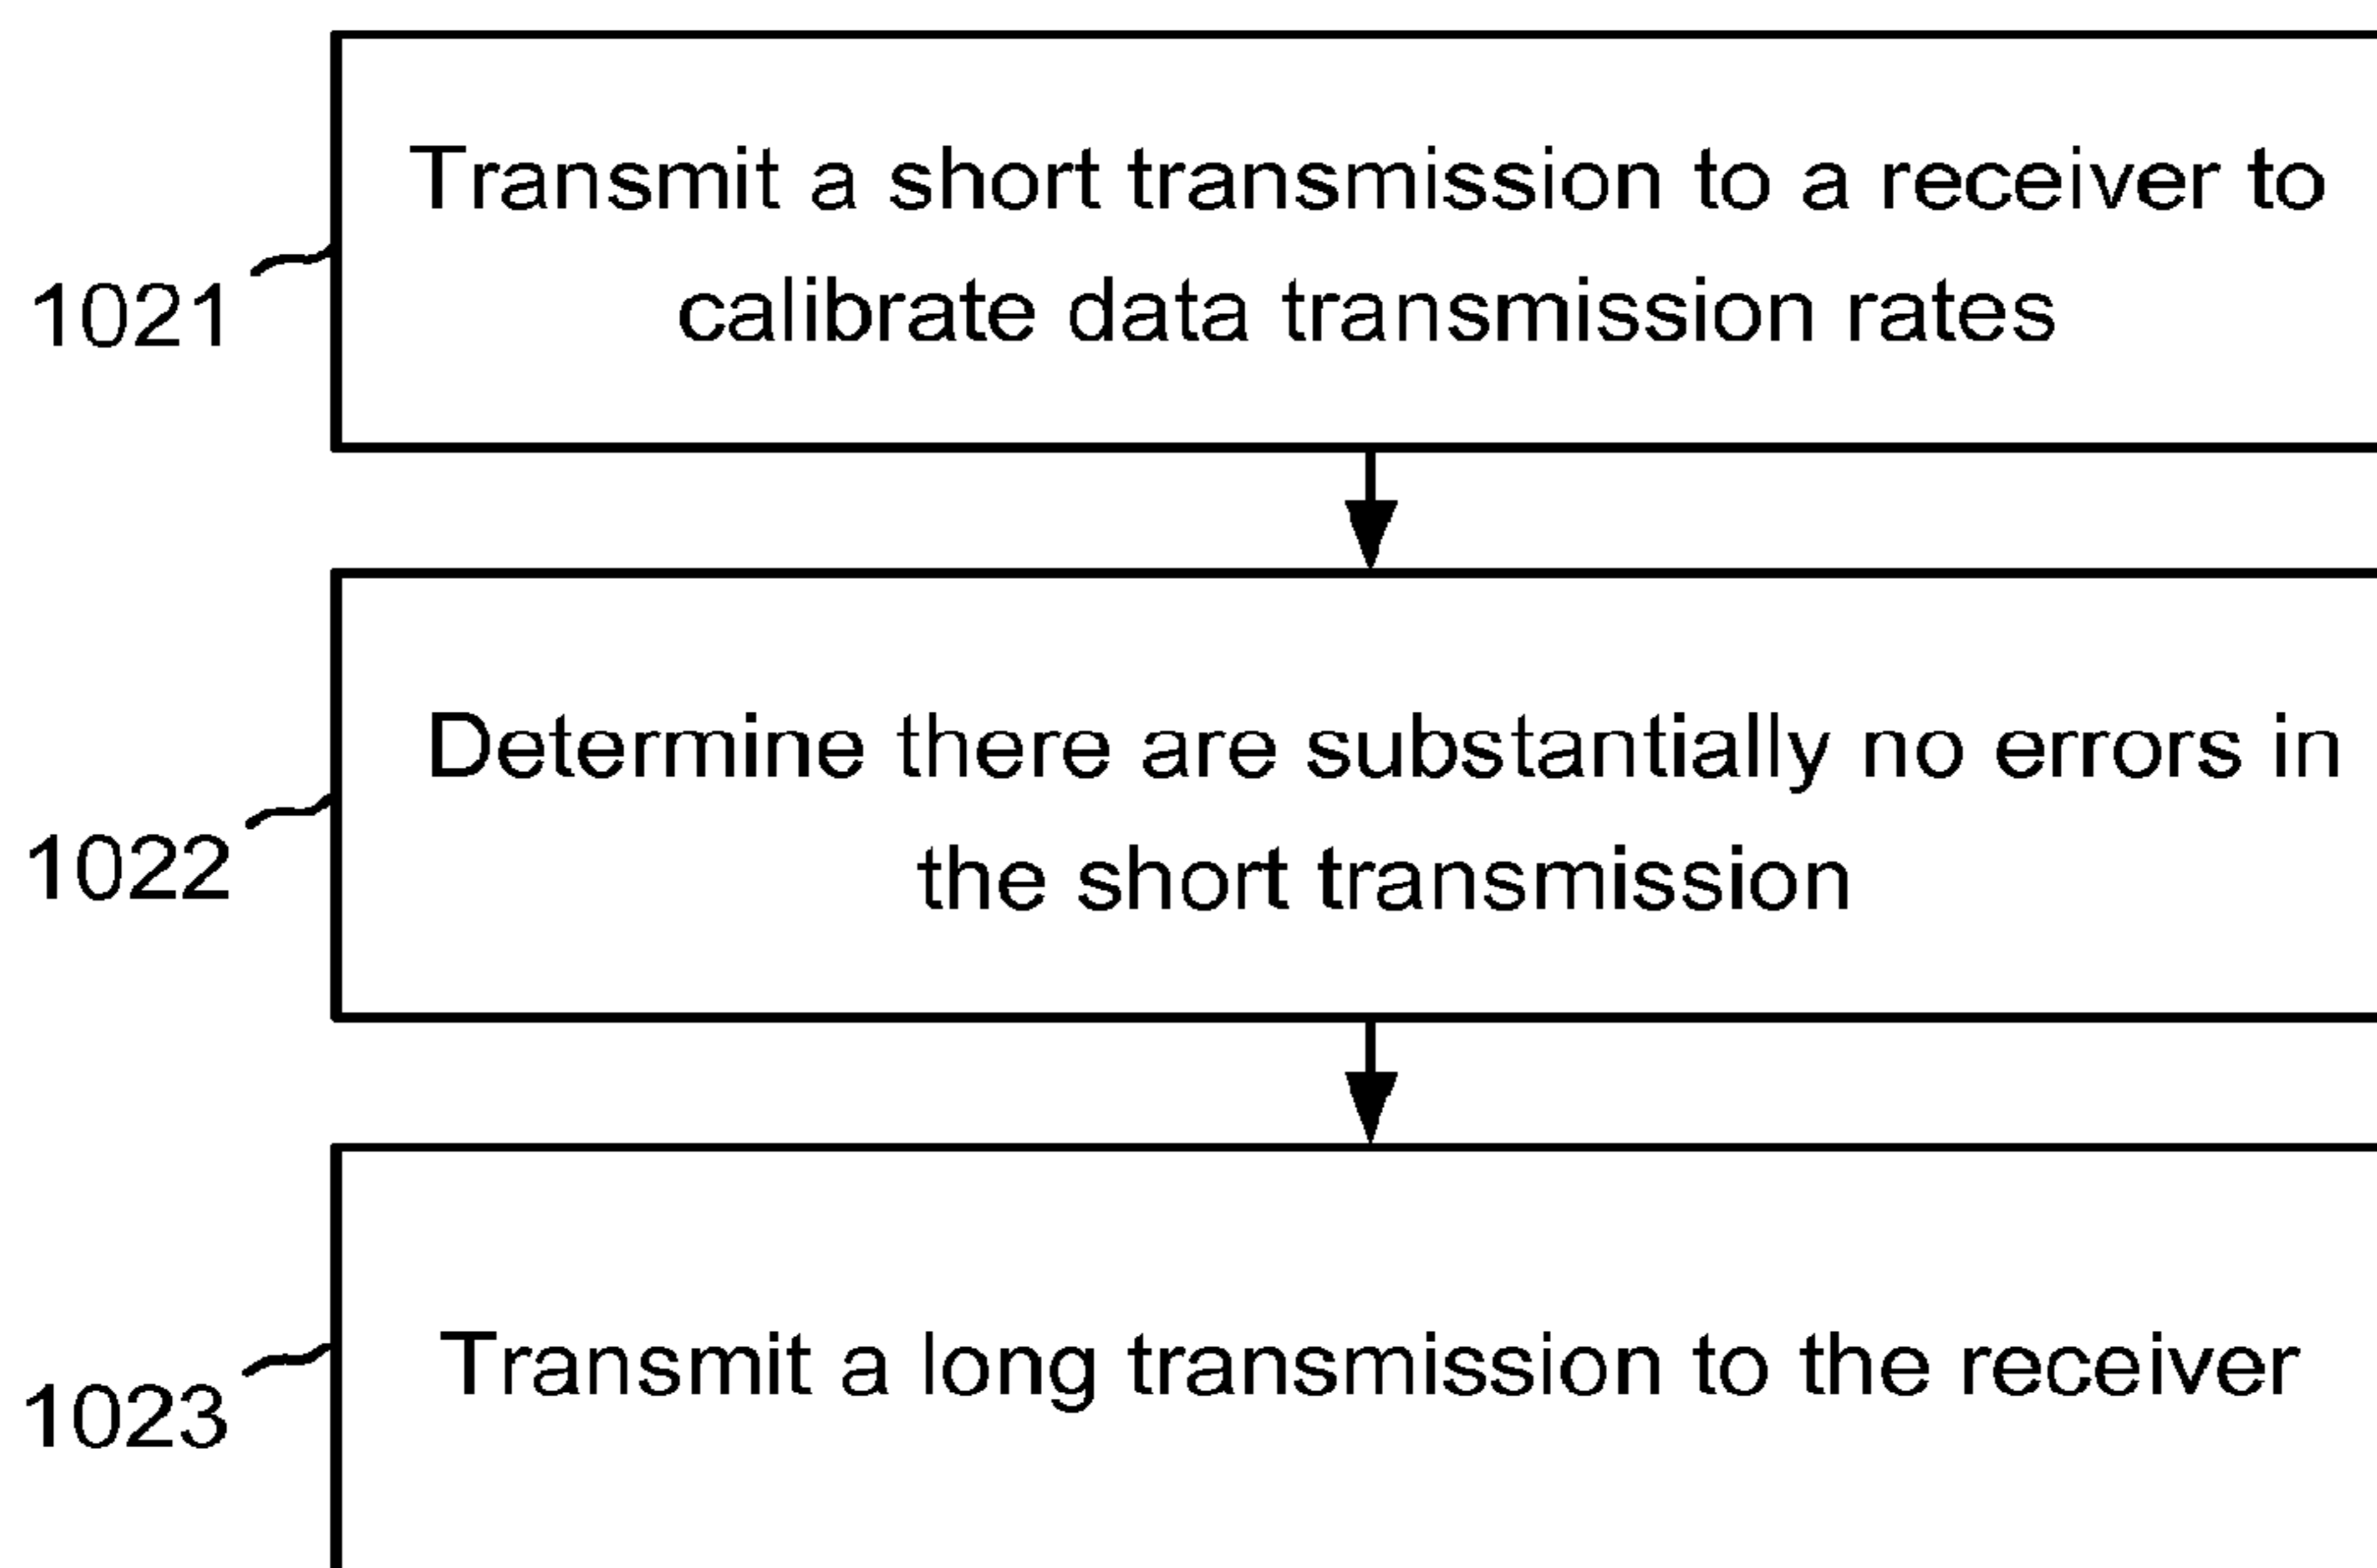 Transmit a short transmission to a receiver to
calibrate data transmission rates
1021
Determine there are substantially no errors in
the short transmission
1022
Transmit a long transmission to the receiver
1023